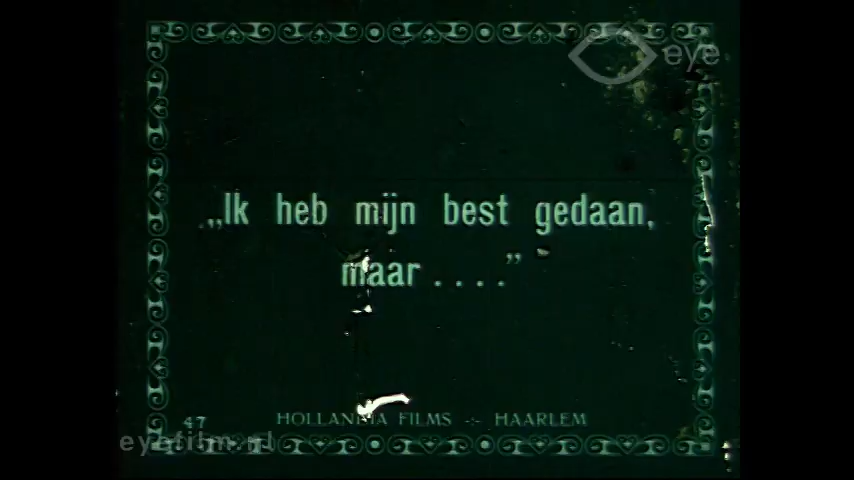 eye
„Ik heb mijn best gedaan,
maar . . . .”
47
HOLLANDIA FILMS -:- HAARLEM
eyefilm.nl